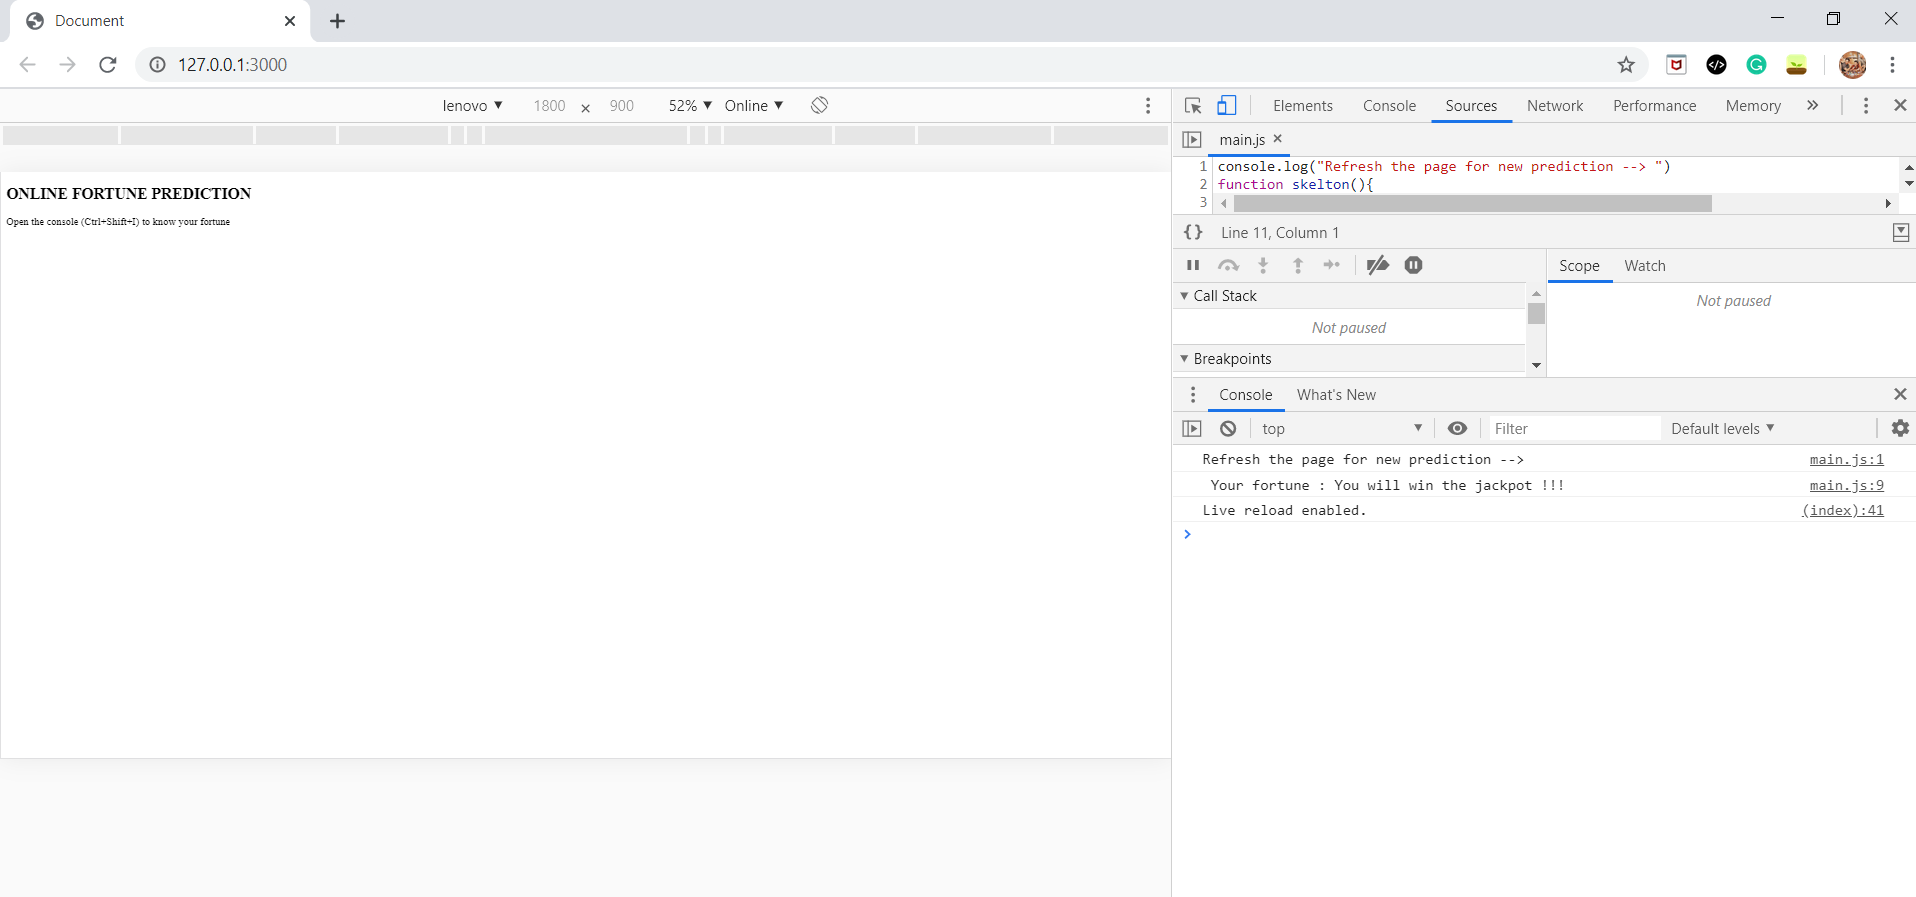 Document
127.0.0.1:3000
lenovo ▼ 1800 x 900 52% ▼ Online ▼
ONLINE FORTUNE PREDICTION
Open the console (Ctrl+Shift+I) to know your fortune
Elements Console Sources Network Performance Memory »
main.js ×
1 console.log("Refresh the page for new prediction --> ")
2 function skelton(){
3
{} Line 11, Column 1
Scope Watch
▼ Call Stack
Not paused
Not paused
▼ Breakpoints
Console What's New
top ▼ Filter Default levels ▼
Refresh the page for new prediction --> main.js:1
Your fortune : You will win the jackpot !!! main.js:9
Live reload enabled. (index):41
>